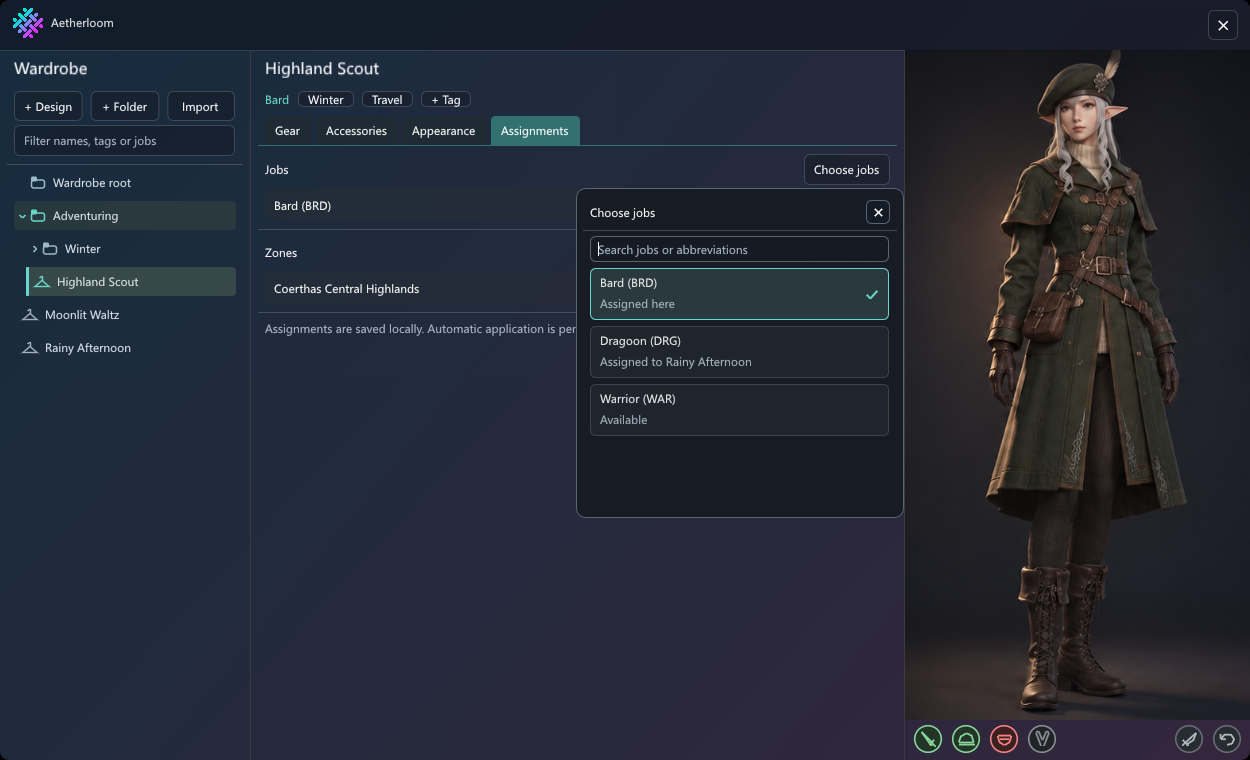 Aetherloom
Wardrobe
+ Design
+ Folder
Import
Filter names, tags or jobs
Wardrobe root
Adventuring
Winter
Highland Scout
Moonlit Waltz
Rainy Afternoon
Highland Scout
Bard
Winter
Travel
+ Tag
Gear
Accessories
Appearance
Assignments
Jobs
Choose jobs
Bard (BRD)
Zones
Coerthas Central Highlands
Assignments are saved locally. Automatic application is per
Choose jobs
Search jobs or abbreviations
Bard (BRD)
Assigned here
Dragoon (DRG)
Assigned to Rainy Afternoon
Warrior (WAR)
Available